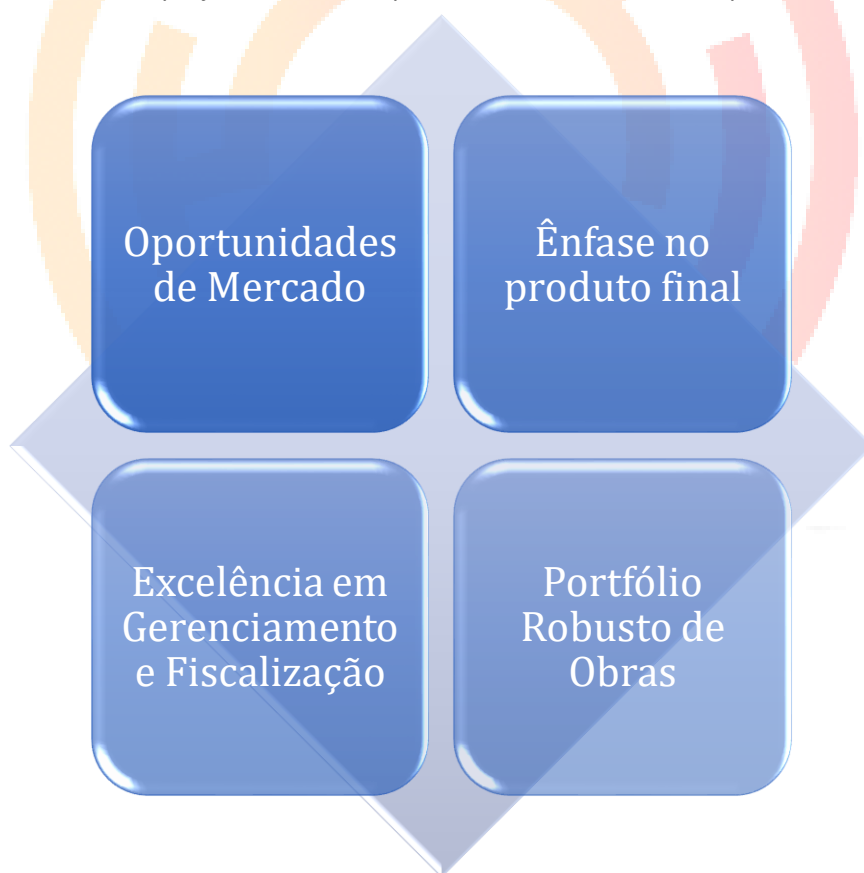 Oportunidades
de Mercado
Ênfase no
produto final
Excelência em
Gerenciamento
e Fiscalização
Portfólio
Robusto de
Obras